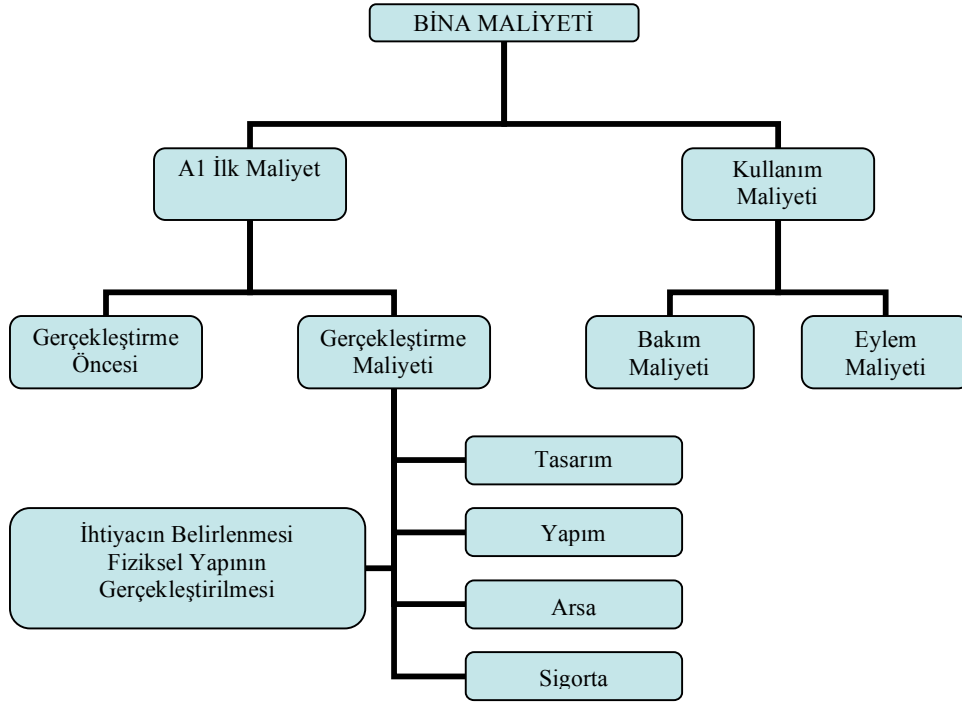 BİNA MALİYETİ
A1 İlk Maliyet
Kullanım
Maliyeti
Gerçekleştirme
Öncesi
Gerçekleştirme
Maliyeti
Bakım
Maliyeti
Eylem
Maliyeti
Tasarım
İhtiyacın Belirlenmesi
Fiziksel Yapının
Gerçekleştirilmesi
Yapım
Arsa
Sigorta